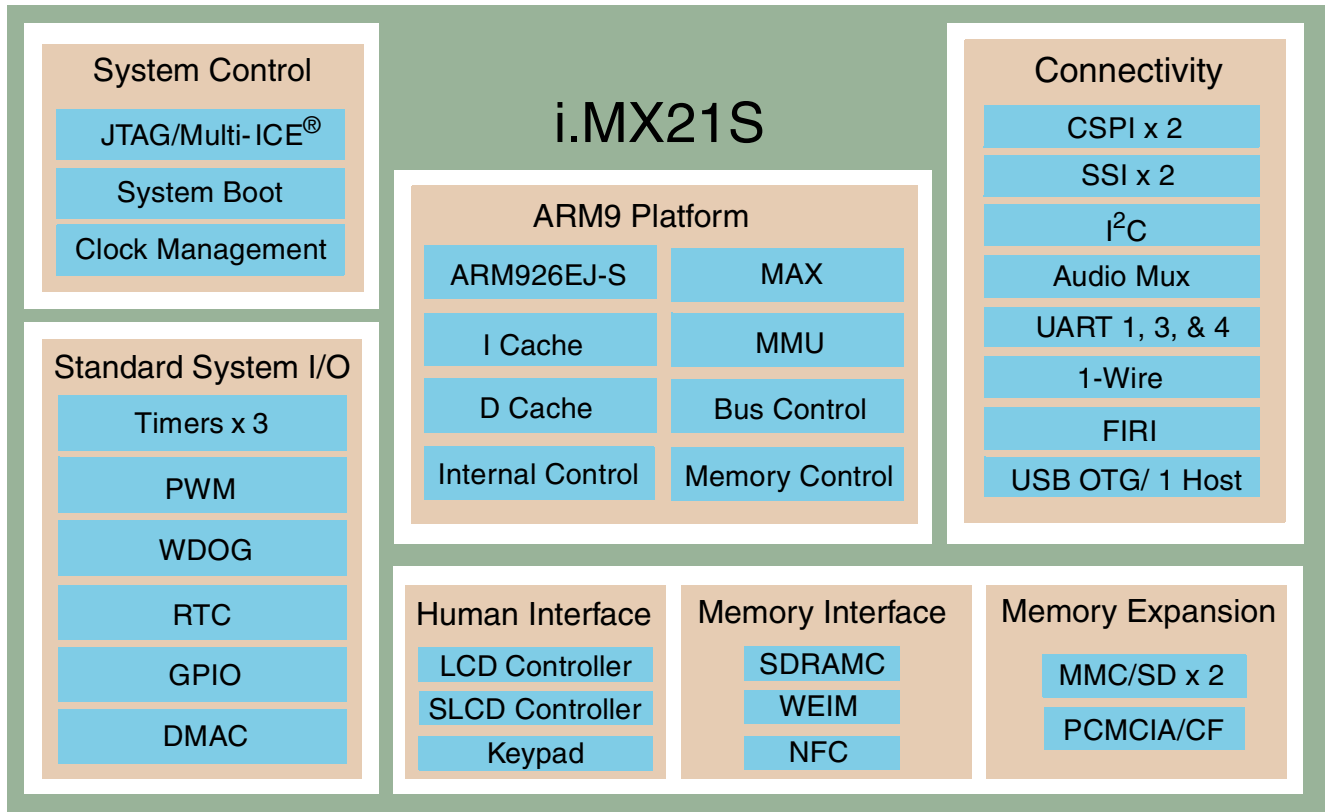 System Control
JTAG/Multi-ICE®
System Boot
Clock Management
Standard System I/O
Timers x 3
PWM
WDOG
RTC
GPIO
DMAC
i.MX21S
ARM9 Platform
ARM926EJ-S
MAX
I Cache
MMU
D Cache
Bus Control
Internal Control
Memory Control
Connectivity
CSPI x 2
SSI x 2
I²C
Audio Mux
UART 1, 3, & 4
1-Wire
FIRI
USB OTG/ 1 Host
Human Interface
LCD Controller
SLCD Controller
Keypad
Memory Interface
SDRAMC
WEIM
NFC
Memory Expansion
MMC/SD x 2
PCMCIA/CF